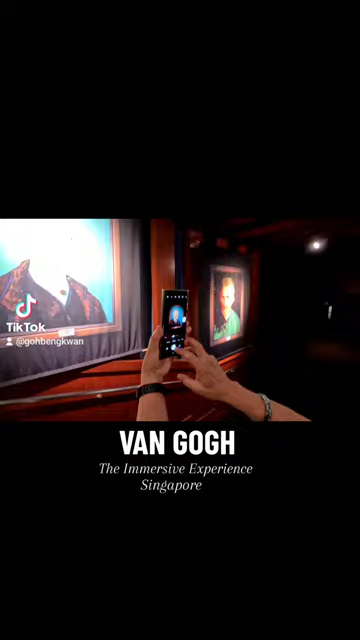 TikTok
@gohbengkwan
VAN GOGH
The Immersive Experience
Singapore